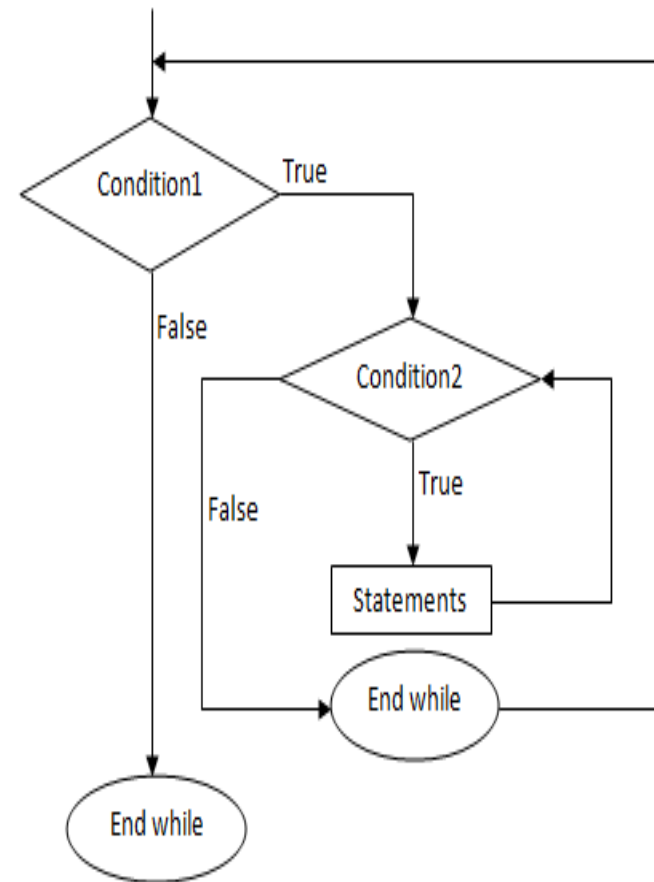 Condition1
True
False
Condition2
True
False
Statements
End while
End while